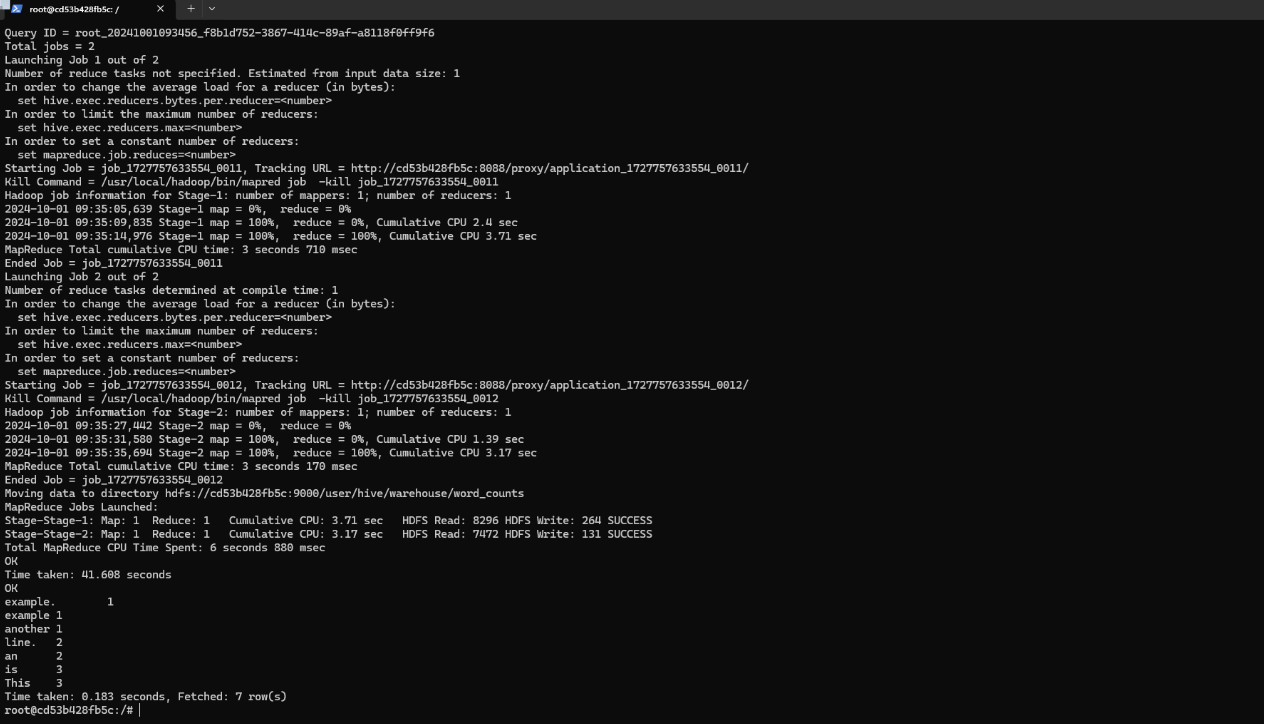 root@cd53b428fb5c: /
Query ID = root_20241001093456_f8b1d752-3867-414c-89af-a8118f0ff9f6
Total jobs = 2
Launching Job 1 out of 2
Number of reduce tasks not specified. Estimated from input data size: 1
In order to change the average load for a reducer (in bytes):
  set hive.exec.reducers.bytes.per.reducer=<number>
In order to limit the maximum number of reducers:
  set hive.exec.reducers.max=<number>
In order to set a constant number of reducers:
  set mapreduce.job.reduces=<number>
Starting Job = job_1727757633554_0011, Tracking URL = http://cd53b428fb5c:8088/proxy/application_1727757633554_0011/
Kill Command = /usr/local/hadoop/bin/mapred job  -kill job_1727757633554_0011
Hadoop job information for Stage-1: number of mappers: 1; number of reducers: 1
2024-10-01 09:35:05,639 Stage-1 map = 0%,  reduce = 0%
2024-10-01 09:35:09,835 Stage-1 map = 100%,  reduce = 0%, Cumulative CPU 2.4 sec
2024-10-01 09:35:14,976 Stage-1 map = 100%,  reduce = 100%, Cumulative CPU 3.71 sec
MapReduce Total cumulative CPU time: 3 seconds 710 msec
Ended Job = job_1727757633554_0011
Launching Job 2 out of 2
Number of reduce tasks determined at compile time: 1
In order to change the average load for a reducer (in bytes):
  set hive.exec.reducers.bytes.per.reducer=<number>
In order to limit the maximum number of reducers:
  set hive.exec.reducers.max=<number>
In order to set a constant number of reducers:
  set mapreduce.job.reduces=<number>
Starting Job = job_1727757633554_0012, Tracking URL = http://cd53b428fb5c:8088/proxy/application_1727757633554_0012/
Kill Command = /usr/local/hadoop/bin/mapred job  -kill job_1727757633554_0012
Hadoop job information for Stage-2: number of mappers: 1; number of reducers: 1
2024-10-01 09:35:27,442 Stage-2 map = 0%,  reduce = 0%
2024-10-01 09:35:31,580 Stage-2 map = 100%,  reduce = 0%, Cumulative CPU 1.39 sec
2024-10-01 09:35:35,694 Stage-2 map = 100%,  reduce = 100%, Cumulative CPU 3.17 sec
MapReduce Total cumulative CPU time: 3 seconds 170 msec
Ended Job = job_1727757633554_0012
Moving data to directory hdfs://cd53b428fb5c:9000/user/hive/warehouse/word_counts
MapReduce Jobs Launched:
Stage-Stage-1: Map: 1  Reduce: 1   Cumulative CPU: 3.71 sec   HDFS Read: 8296 HDFS Write: 264 SUCCESS
Stage-Stage-2: Map: 1  Reduce: 1   Cumulative CPU: 3.17 sec   HDFS Read: 7472 HDFS Write: 131 SUCCESS
Total MapReduce CPU Time Spent: 6 seconds 880 msec
OK
Time taken: 41.608 seconds
OK
example.        1
example 1
another 1
line.   2
an      2
is      3
This    3
Time taken: 0.183 seconds, Fetched: 7 row(s)
root@cd53b428fb5c:/#